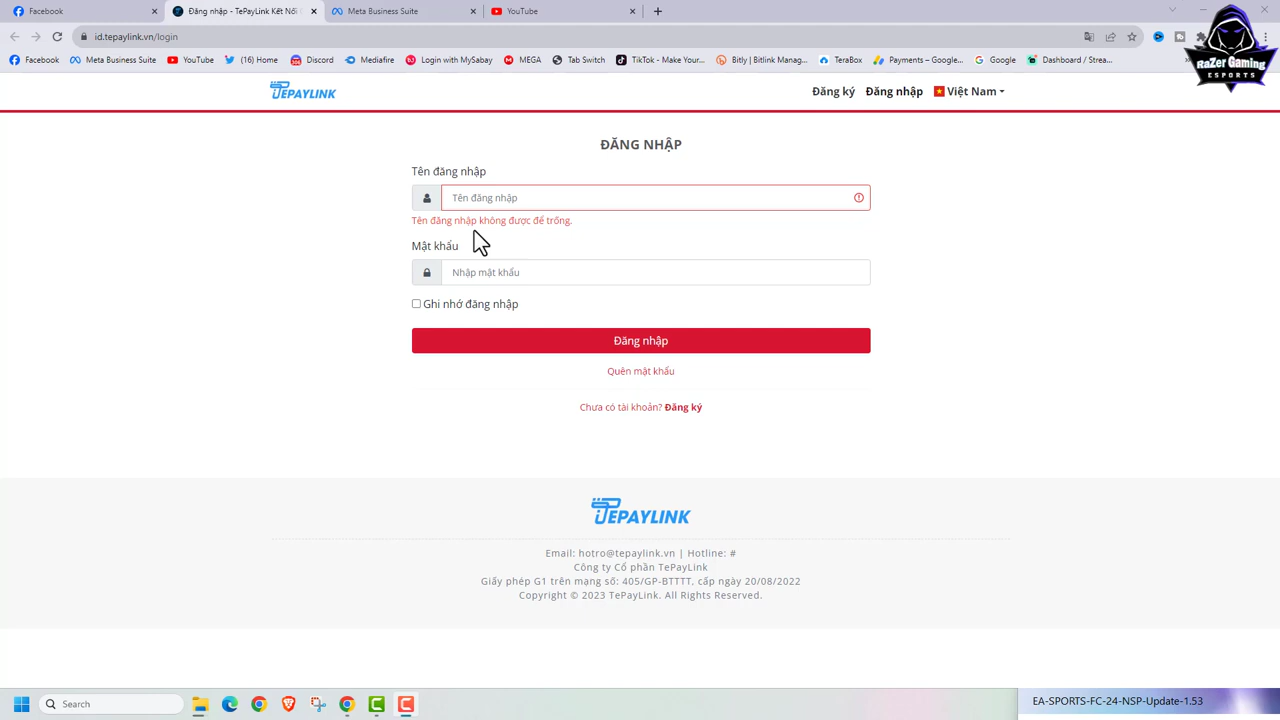 Facebook
Đăng nhập - TePayLink Kết Nối
Meta Business Suite
YouTube
id.tepaylink.vn/login
Facebook
Meta Business Suite
YouTube
(16) Home
Discord
Mediafire
Login with MySabay
MEGA
Tab Switch
TikTok - Make Your...
Bitly | Bitlink Manag...
TeraBox
Payments – Google...
Google
Dashboard / Strea...
RaZer Gaming
ESPORTS
TEPAYLINK
Đăng ký
Đăng nhập
Việt Nam
ĐĂNG NHẬP
Tên đăng nhập
Tên đăng nhập
Tên đăng nhập không được để trống.
Mật khẩu
Nhập mật khẩu
Ghi nhớ đăng nhập
Đăng nhập
Quên mật khẩu
Chưa có tài khoản? Đăng ký
TEPAYLINK
Email: hotro@tepaylink.vn | Hotline: #
Công ty Cổ phần TePayLink
Giấy phép G1 trên mạng số: 405/GP-BTTTT, cấp ngày 20/08/2022
Copyright © 2023 TePayLink. All Rights Reserved.
Search
EA-SPORTS-FC-24-NSP-Update-1.53